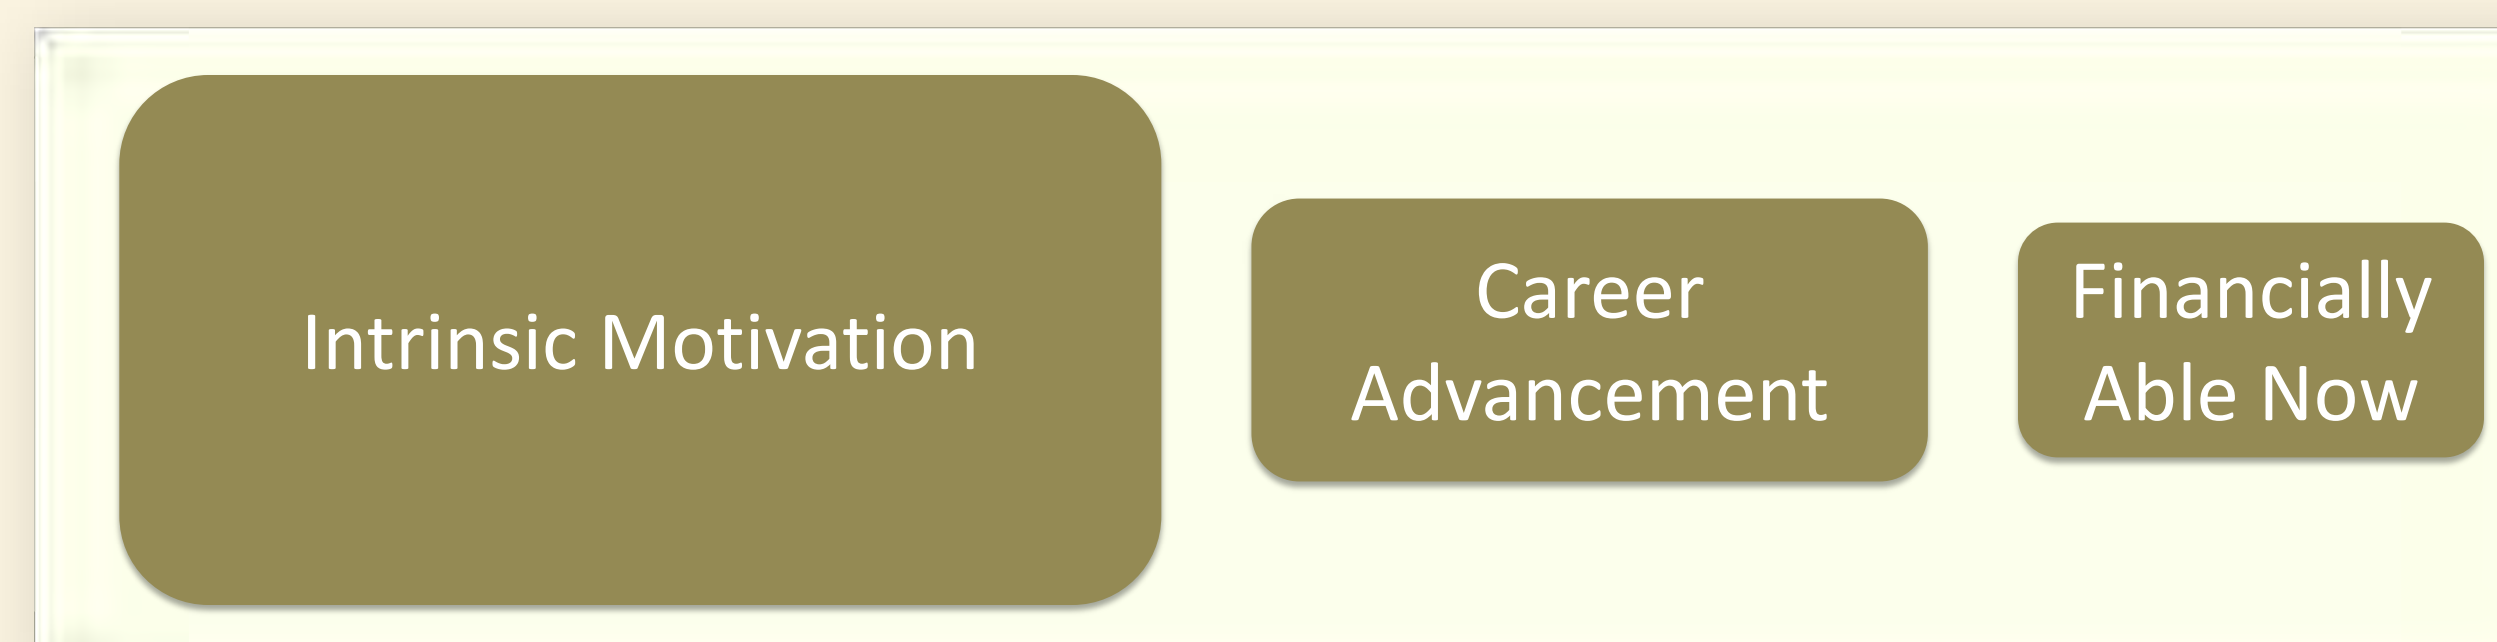 Intrinsic Motivation
Career
Advancement
Financially
Able Now